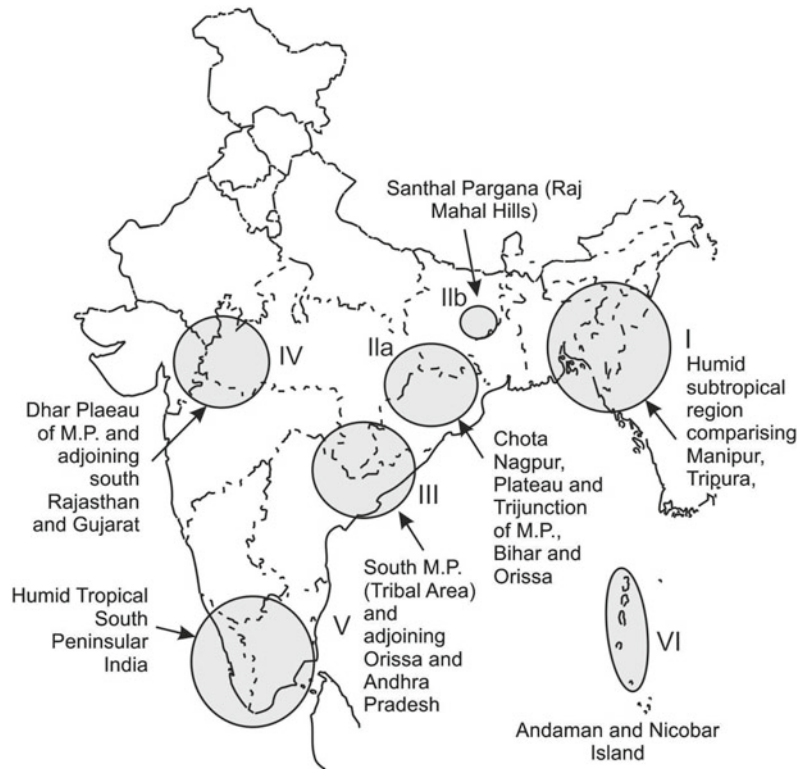 Santhal Pargana (Raj
Mahal Hills)
IIb
I
Humid
subtropical
region
comparising
Manipur,
Tripura,
IV
IIa
Dhar Plaeau
of M.P. and
adjoining
south
Rajasthan
and Gujarat
III
Chota
Nagpur,
Plateau and
Trijunction
of M.P.,
Bihar and
Orissa
South M.P.
(Tribal Area)
and
adjoining
Orissa and
Andhra
Pradesh
Humid Tropical
South
Peninsular
India
V
VI
Andaman and Nicobar
Island